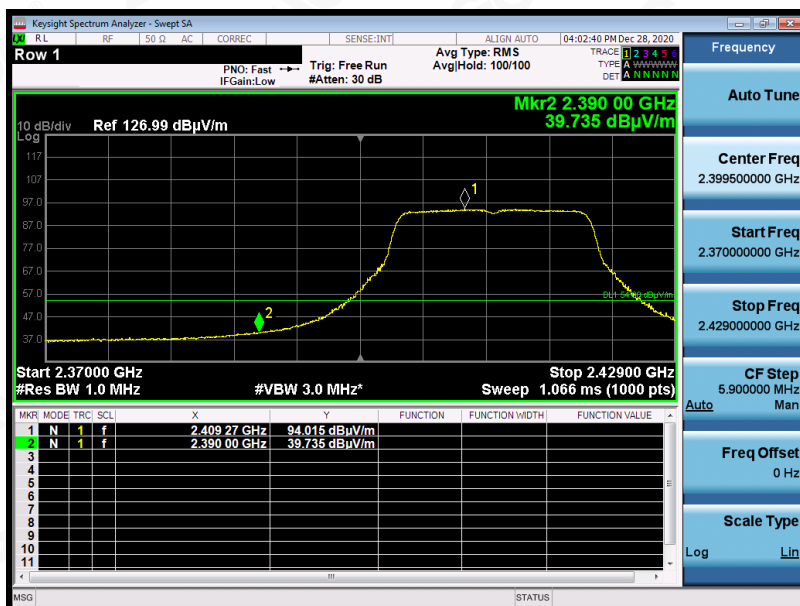 Keysight Spectrum Analyzer - Swept SA
LXI RL RF 50 Ω AC CORREC SENSE:INT ALIGN AUTO 04:02:40 PM Dec 28, 2020
Row 1
PNO: Fast
IFGain:Low
Trig: Free Run
#Atten: 30 dB
Avg Type: RMS
Avg|Hold: 100/100
TRACE 1 2 3 4 5 6
TYPE A WWWWW
DET A N N N N N
Mkr2 2.390 00 GHz
39.735 dBµV/m
10 dB/div Ref 126.99 dBµV/m
Log
117
107
97.0
87.0
77.0
67.0
57.0
47.0
37.0
1
2
Start 2.37000 GHz Stop 2.42900 GHz
#Res BW 1.0 MHz #VBW 3.0 MHz* Sweep 1.066 ms (1000 pts)
MKR MODE TRC SCL X Y FUNCTION FUNCTION WIDTH FUNCTION VALUE
1 N 1 f 2.409 27 GHz 94.015 dBµV/m
2 N 1 f 2.390 00 GHz 39.735 dBµV/m
3
4
5
6
7
8
9
10
11
MSG STATUS
Frequency
Auto Tune
Center Freq
2.399500000 GHz
Start Freq
2.370000000 GHz
Stop Freq
2.429000000 GHz
CF Step
5.900000 MHz
Auto Man
Freq Offset
0 Hz
Scale Type
Log Lin